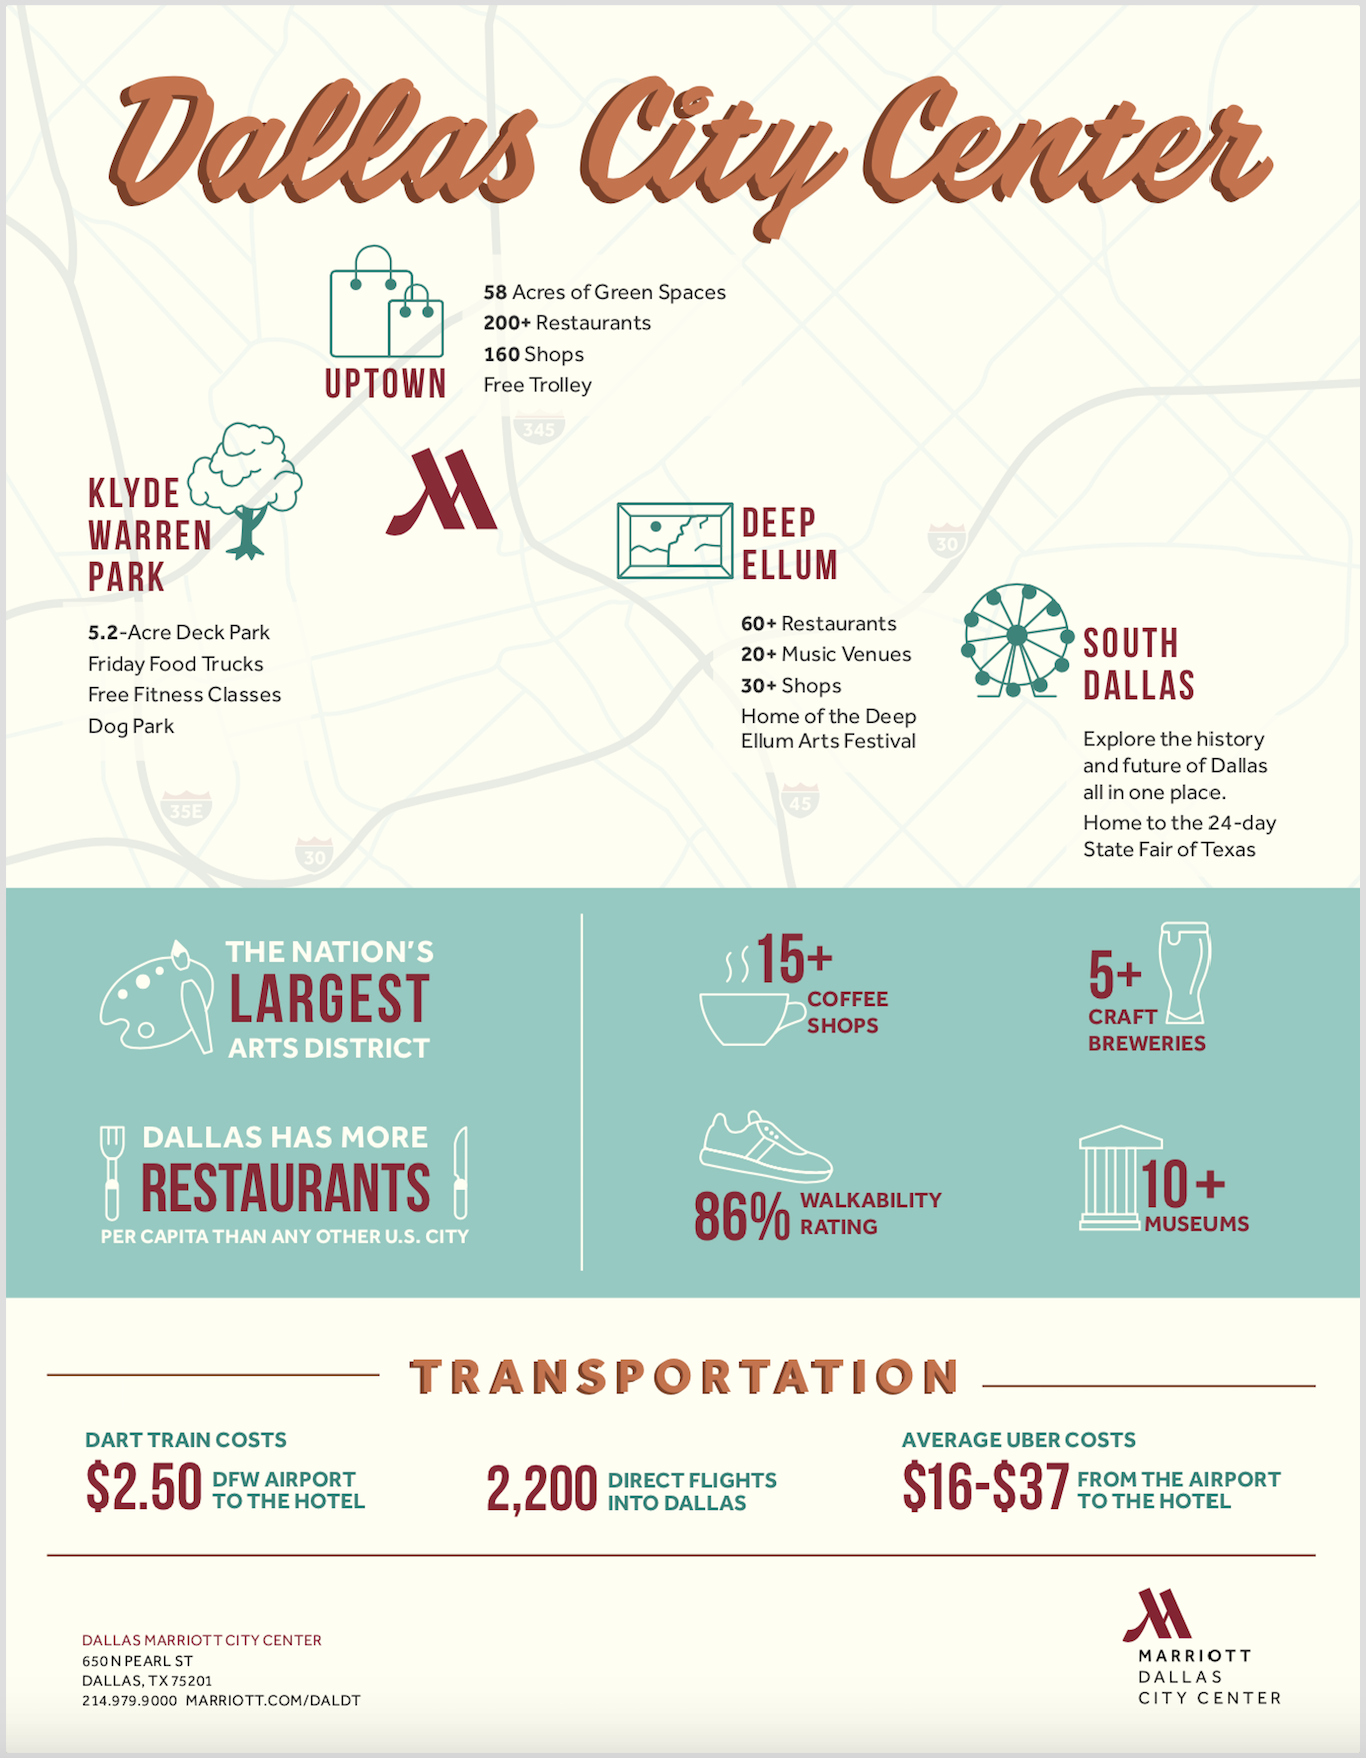 Dallas City Center
58 Acres of Green Spaces
200+ Restaurants
160 Shops
Free Trolley
UPTOWN
345
KLYDE
WARREN
PARK
5.2-Acre Deck Park
Friday Food Trucks
Free Fitness Classes
Dog Park
DEEP
ELLUM
60+ Restaurants
20+ Music Venues
30+ Shops
Home of the Deep
Ellum Arts Festival
30
SOUTH
DALLAS
Explore the history
and future of Dallas
all in one place.
Home to the 24-day
State Fair of Texas
35E
30
45
THE NATION'S
LARGEST
ARTS DISTRICT
DALLAS HAS MORE
RESTAURANTS
PER CAPITA THAN ANY OTHER U.S. CITY
15+
COFFEE
SHOPS
5+
CRAFT
BREWERIES
86% WALKABILITY
RATING
10+
MUSEUMS
TRANSPORTATION
DART TRAIN COSTS
$2.50 DFW AIRPORT
TO THE HOTEL
2,200 DIRECT FLIGHTS
INTO DALLAS
AVERAGE UBER COSTS
$16-$37 FROM THE AIRPORT
TO THE HOTEL
DALLAS MARRIOTT CITY CENTER
650 N PEARL ST
DALLAS, TX 75201
214.979.9000 MARRIOTT.COM/DALDT
MARRIOTT
DALLAS
CITY CENTER